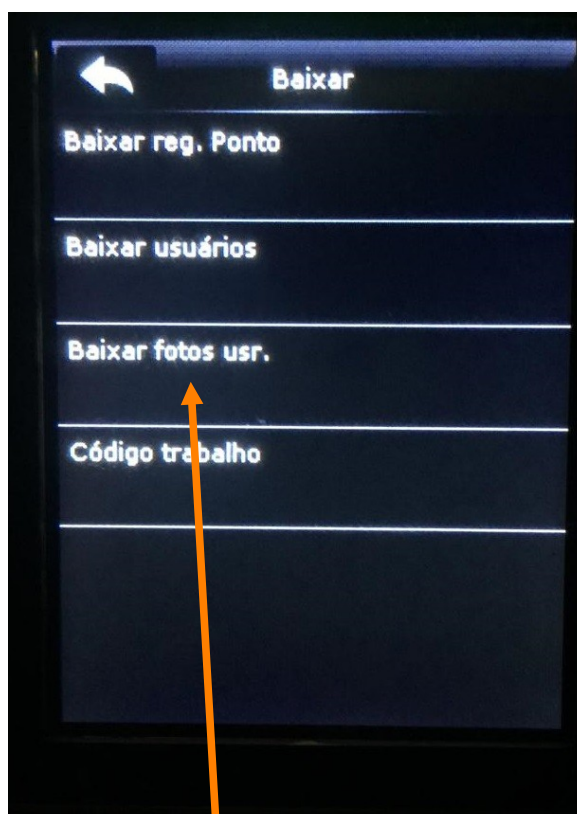 Baixar
Baixar reg. Ponto
Baixar usuários
Baixar fotos usr.
Código trabalho